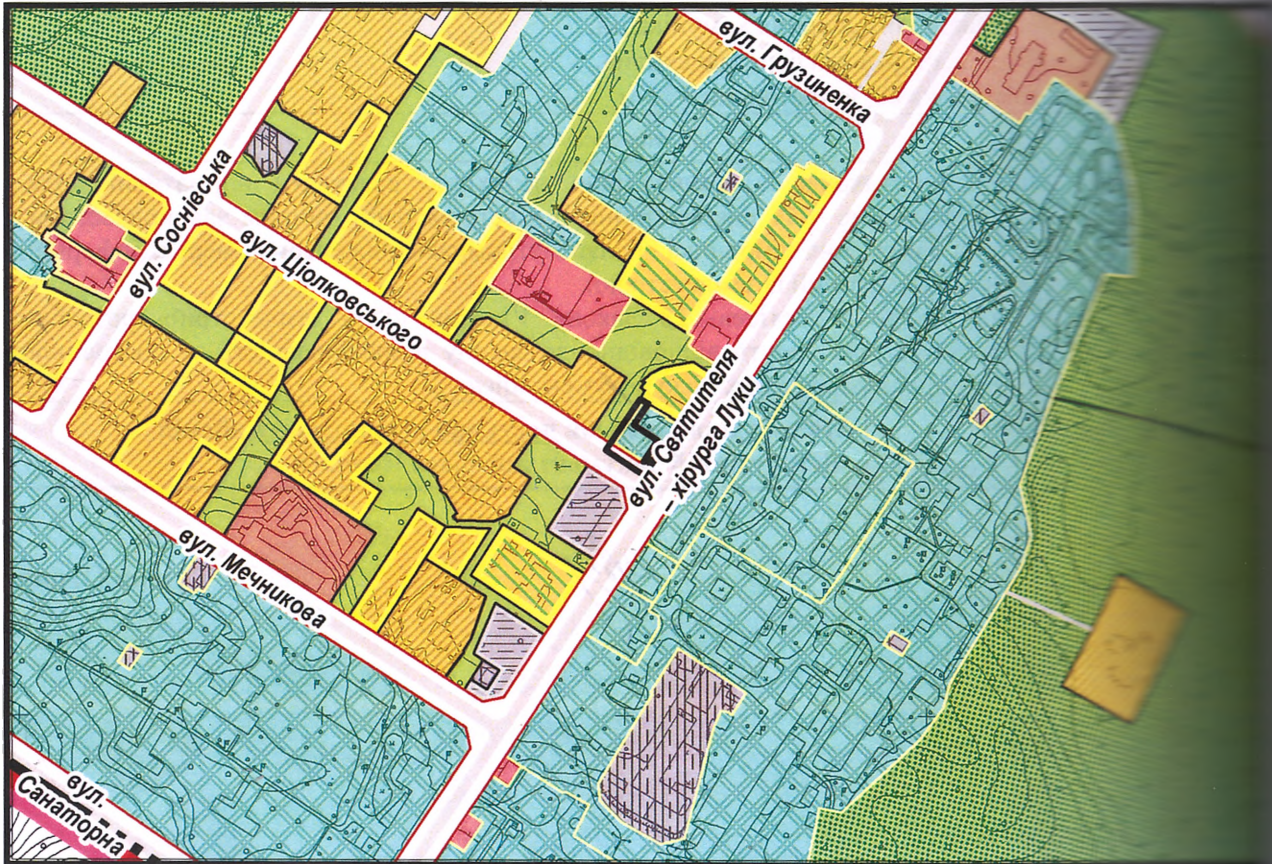 вул. Грузиненка
вул. Соснівська
вул. Ціолковського
вул. Святителя
– хірурга Луки
вул. Мечникова
вул.
Санаторна